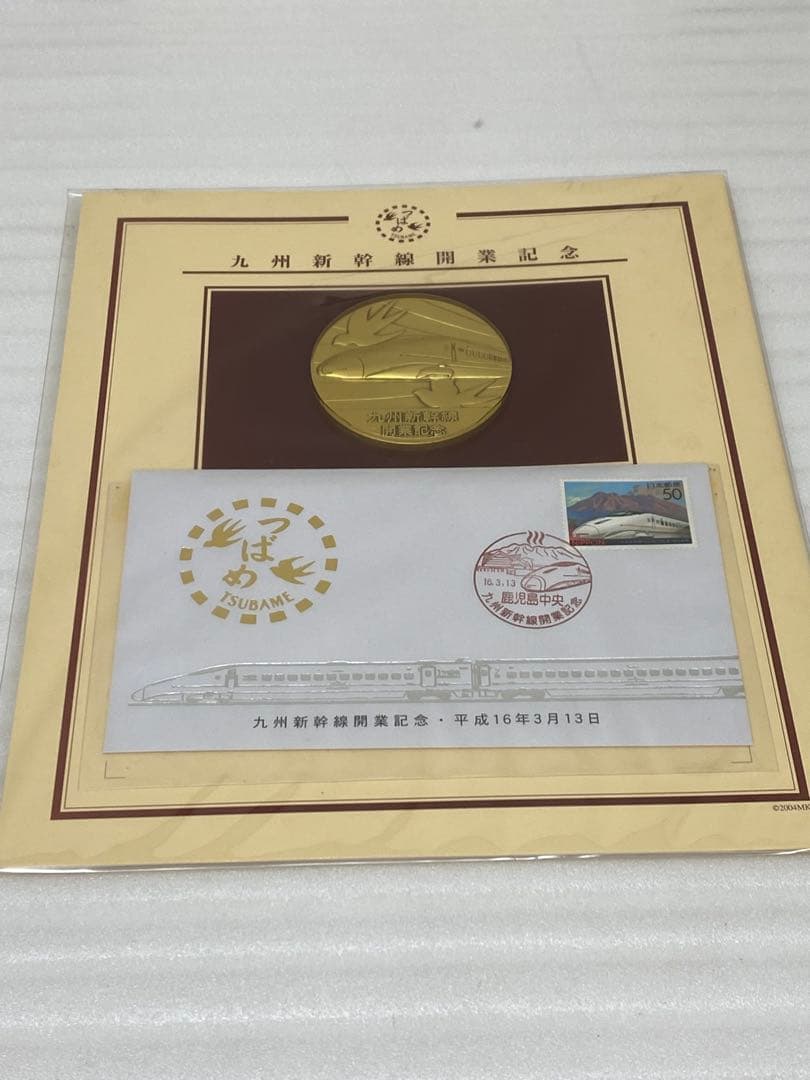 つばめ
TSUBAME
九州新幹線開業記念
九州新幹線
開業記念
つばめ
TSUBAME
日本郵便
50
NIPPON
16.3.13
鹿児島中央
九州新幹線開業記念
九州新幹線開業記念・平成16年3月13日
©2004MK